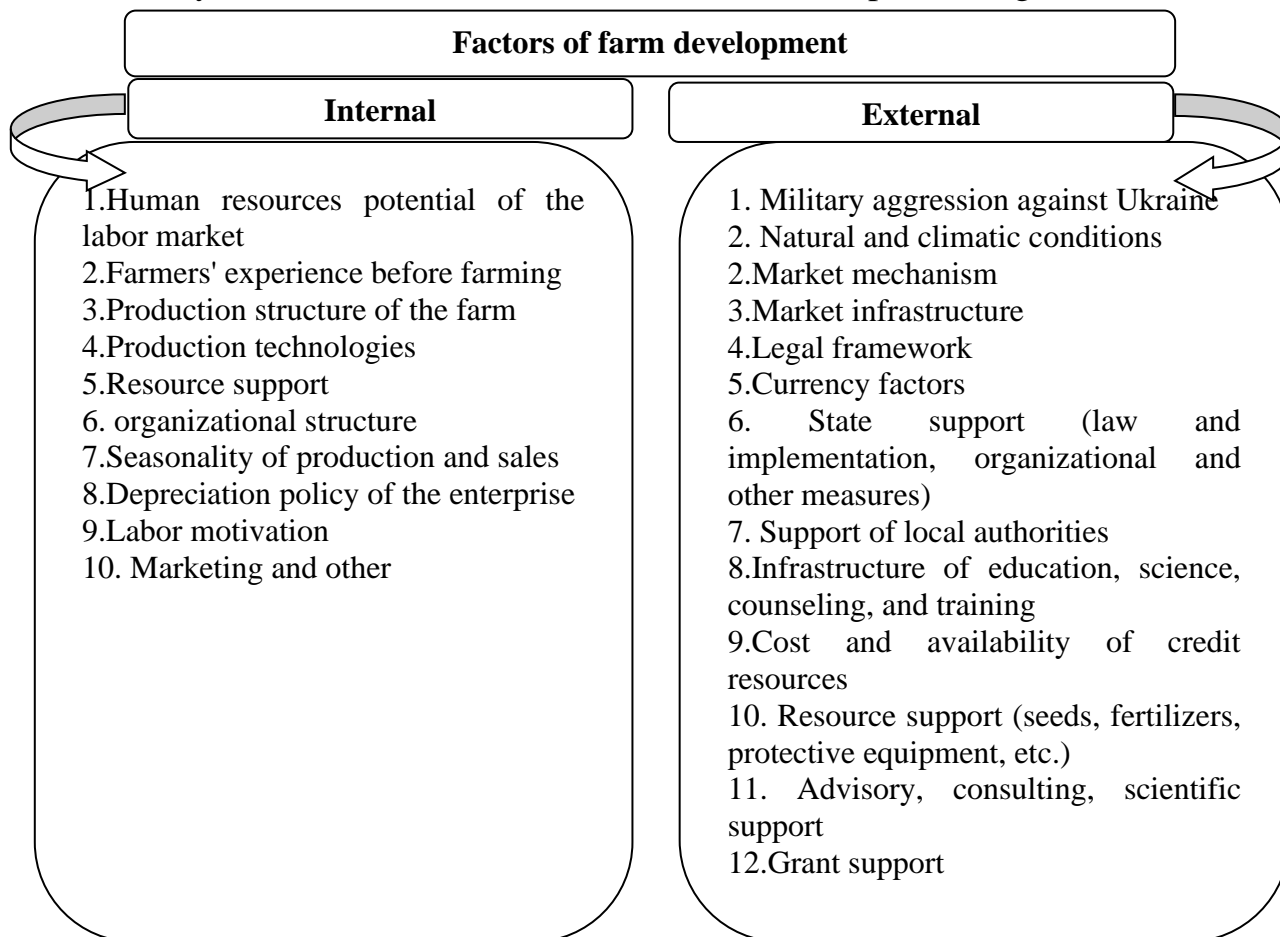 Factors of farm development
Internal
External
1.Human resources potential of the
labor market
2.Farmers' experience before farming
3.Production structure of the farm
4.Production technologies
5.Resource support
6. organizational structure
7.Seasonality of production and sales
8.Depreciation policy of the enterprise
9.Labor motivation
10. Marketing and other
1. Military aggression against Ukraine
2. Natural and climatic conditions
2.Market mechanism
3.Market infrastructure
4.Legal framework
5.Currency factors
6. State support (law and
implementation, organizational and
other measures)
7. Support of local authorities
8.Infrastructure of education, science,
counseling, and training
9.Cost and availability of credit
resources
10. Resource support (seeds, fertilizers,
protective equipment, etc.)
11. Advisory, consulting, scientific
support
12.Grant support